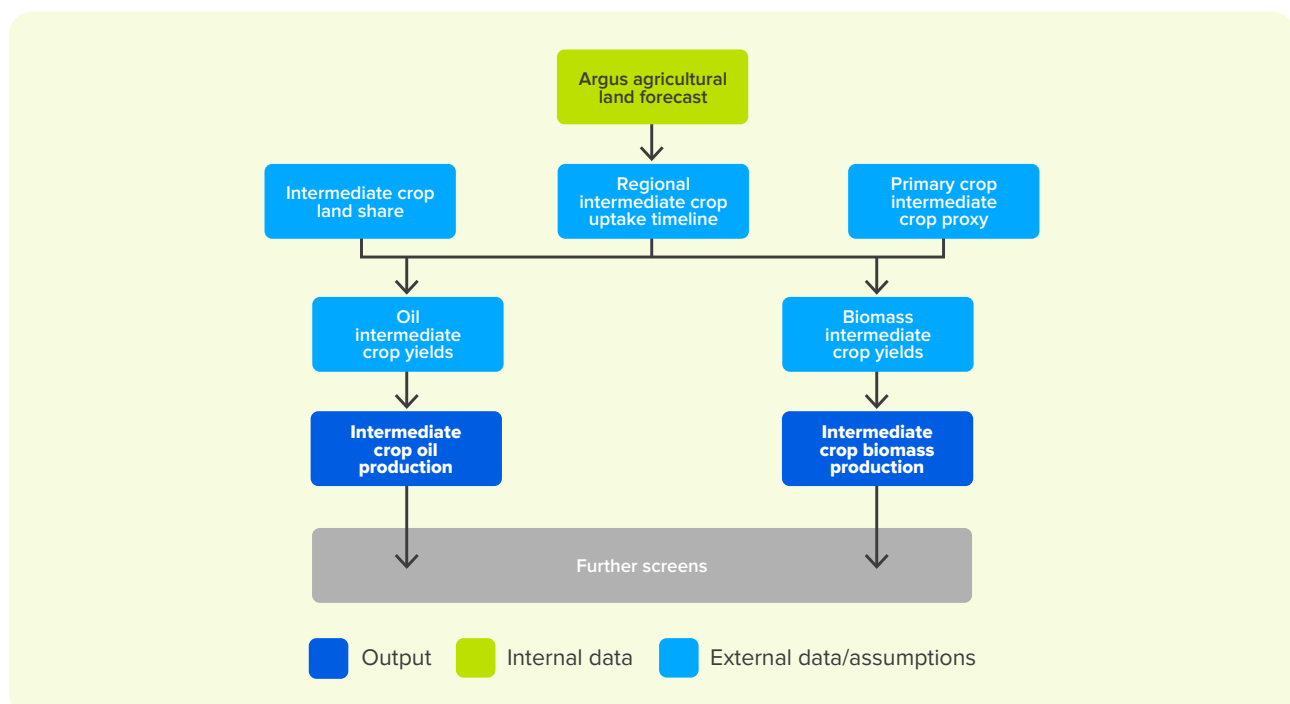 Argus agricultural
land forecast
Intermediate crop
land share
Regional
intermediate crop
uptake timeline
Primary crop
intermediate
crop proxy
Oil
intermediate
crop yields
Biomass
intermediate
crop yields
Intermediate
crop oil
production
Intermediate
crop biomass
production
Further screens
Output
Internal data
External data/assumptions